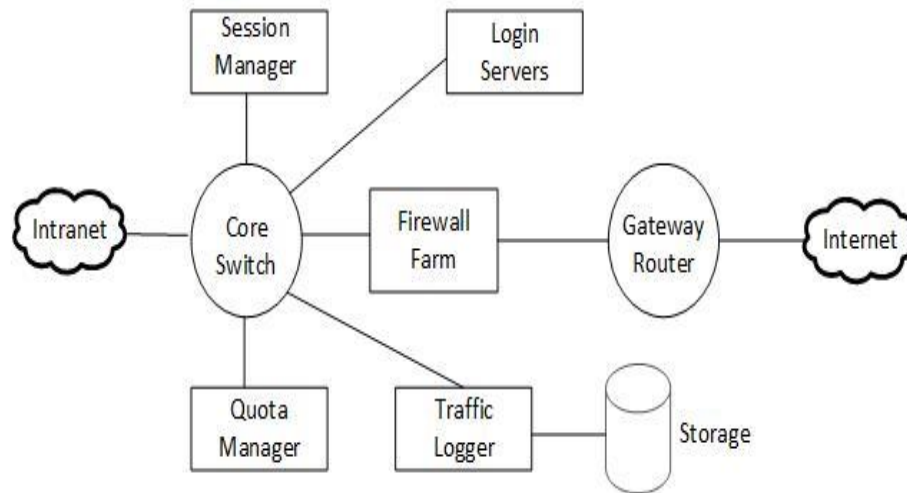 Session
Manager
Login
Servers
Intranet
Core
Switch
Firewall
Farm
Gateway
Router
Internet
Quota
Manager
Traffic
Logger
Storage